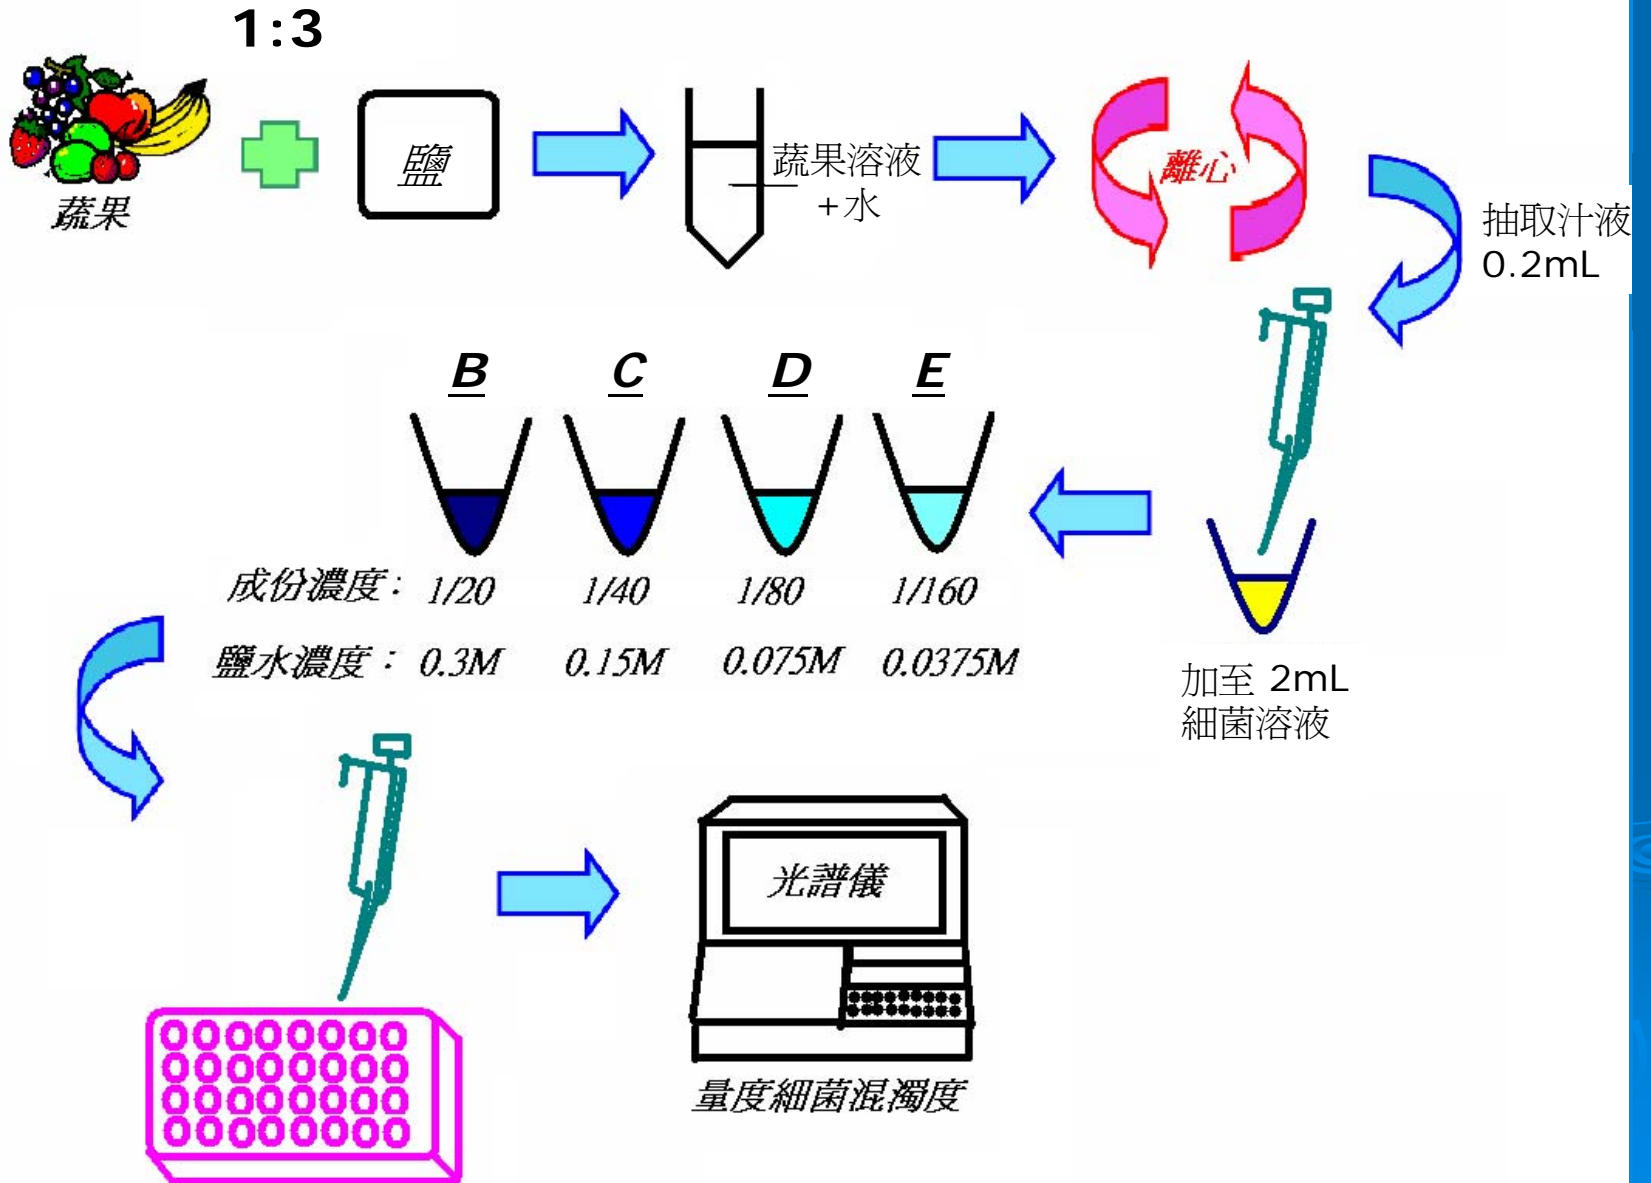 1:3
蔬果
鹽
蔬果溶液
+水
離心
抽取汁液
0.2mL
B C D E
成份濃度: 1/20 1/40 1/80 1/160
鹽水濃度: 0.3M 0.15M 0.075M 0.0375M
加至 2mL
細菌溶液
光譜儀
量度細菌混濁度